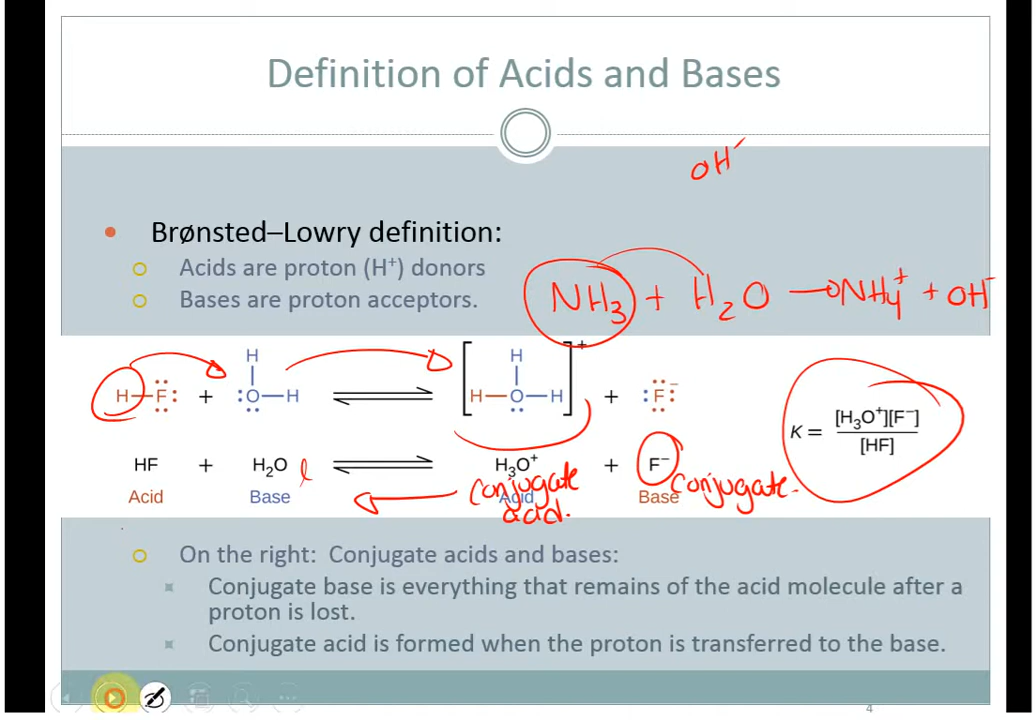 Definition of Acids and Bases
OH⁻
Brønsted–Lowry definition:
Acids are proton (H⁺) donors
Bases are proton acceptors.
NH₃ + H₂O → NH₄⁺ + OH⁻
H H +
H–F: + :O–H ⇌ [H–O–H] + :F:⁻
K = [H₃O⁺][F⁻] / [HF]
HF + H₂O l ⇌ H₃O⁺ + F⁻
Acid Base Acid Base
conjugate acid. conjugate.
On the right: Conjugate acids and bases:
Conjugate base is everything that remains of the acid molecule after a
proton is lost.
Conjugate acid is formed when the proton is transferred to the base.
4